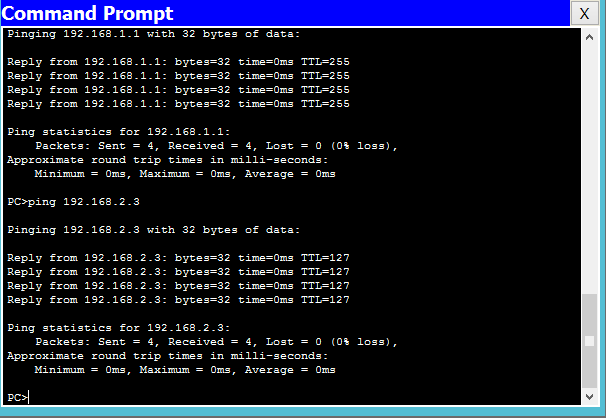 Command Prompt
X
Pinging 192.168.1.1 with 32 bytes of data:
Reply from 192.168.1.1: bytes=32 time=0ms TTL=255
Reply from 192.168.1.1: bytes=32 time=0ms TTL=255
Reply from 192.168.1.1: bytes=32 time=0ms TTL=255
Reply from 192.168.1.1: bytes=32 time=0ms TTL=255
Ping statistics for 192.168.1.1:
    Packets: Sent = 4, Received = 4, Lost = 0 (0% loss),
Approximate round trip times in milli-seconds:
    Minimum = 0ms, Maximum = 0ms, Average = 0ms
PC>ping 192.168.2.3
Pinging 192.168.2.3 with 32 bytes of data:
Reply from 192.168.2.3: bytes=32 time=0ms TTL=127
Reply from 192.168.2.3: bytes=32 time=0ms TTL=127
Reply from 192.168.2.3: bytes=32 time=0ms TTL=127
Reply from 192.168.2.3: bytes=32 time=0ms TTL=127
Ping statistics for 192.168.2.3:
    Packets: Sent = 4, Received = 4, Lost = 0 (0% loss),
Approximate round trip times in milli-seconds:
    Minimum = 0ms, Maximum = 0ms, Average = 0ms
PC>